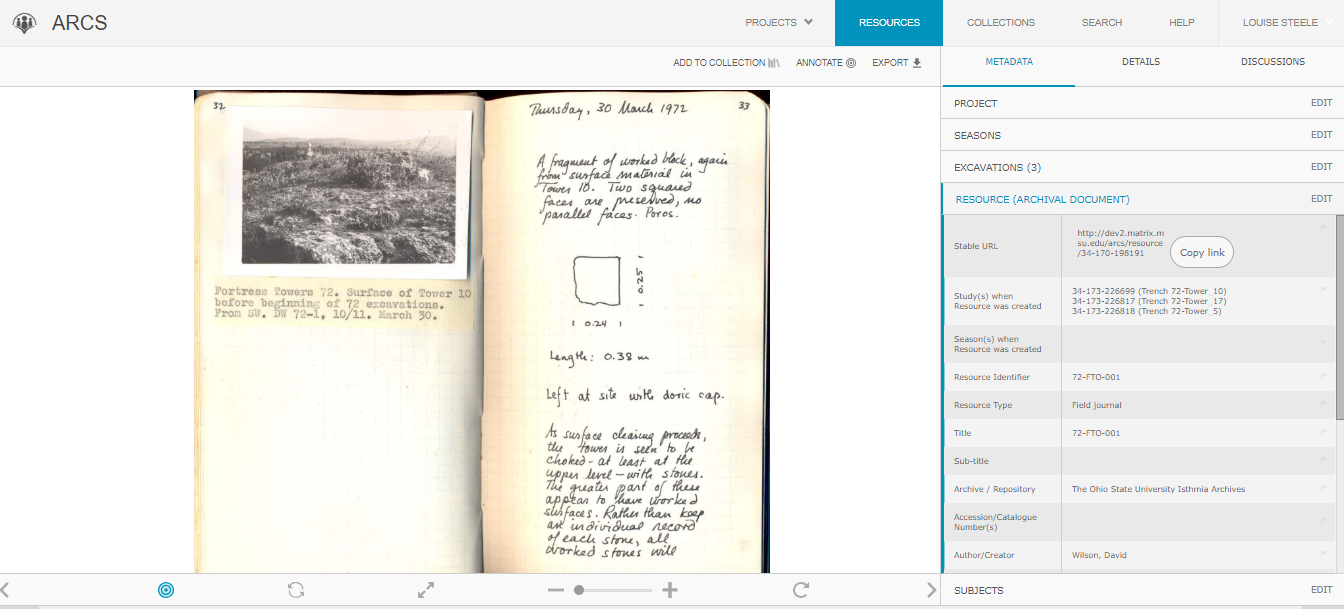 ARCS
PROJECTS
RESOURCES
COLLECTIONS
SEARCH
HELP
LOUISE STEELE
ADD TO COLLECTION
ANNOTATE
EXPORT
METADATA
DETAILS
DISCUSSIONS
32
Fortress Towers 72. Surface of Tower 10
before beginning of 72 excavations.
From SW. DW 72-1, 10/11. March 30.
Thursday, 30 March 1972
33
A fragment of worked block, again
from surface material in
Tower 10. Two squared
faces are preserved, no
parallel faces. Poros.
0.25
0.24
Length: 0.38 m
Left at site with doric cap.
As surface clearing proceeds,
the tower is seen to be
choked - at least at the
upper level - with stones.
The greater part of these
appear to have worked
surfaces. Rather than keep
an individual record
of each stone, all
worked stones will
PROJECT EDIT
SEASONS EDIT
EXCAVATIONS (3) EDIT
RESOURCE (ARCHIVAL DOCUMENT) EDIT
Stable URL
http://dev2.matrix.m
su.edu/arcs/resource
/34-170-198191
Copy link
Study(s) when
Resource was created
34-173-226699 (Trench 72-Tower_10)
34-173-226817 (Trench 72-Tower_17)
34-173-226818 (Trench 72-Tower_5)
Season(s) when
Resource was created
Resource Identifier 72-FTO-001
Resource Type Field journal
Title 72-FTO-001
Sub-title
Archive / Repository The Ohio State University Isthmia Archives
Accession/Catalogue
Number(s)
Author/Creator Wilson, David
SUBJECTS EDIT